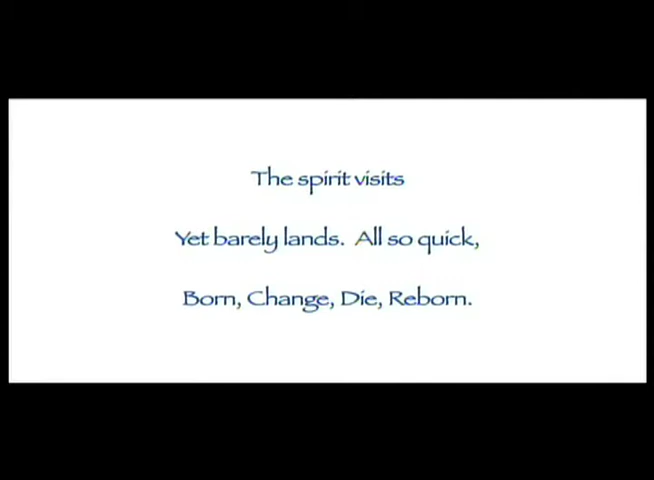 The spirit visits
Yet barely lands. All so quick,
Born, Change, Die, Reborn.